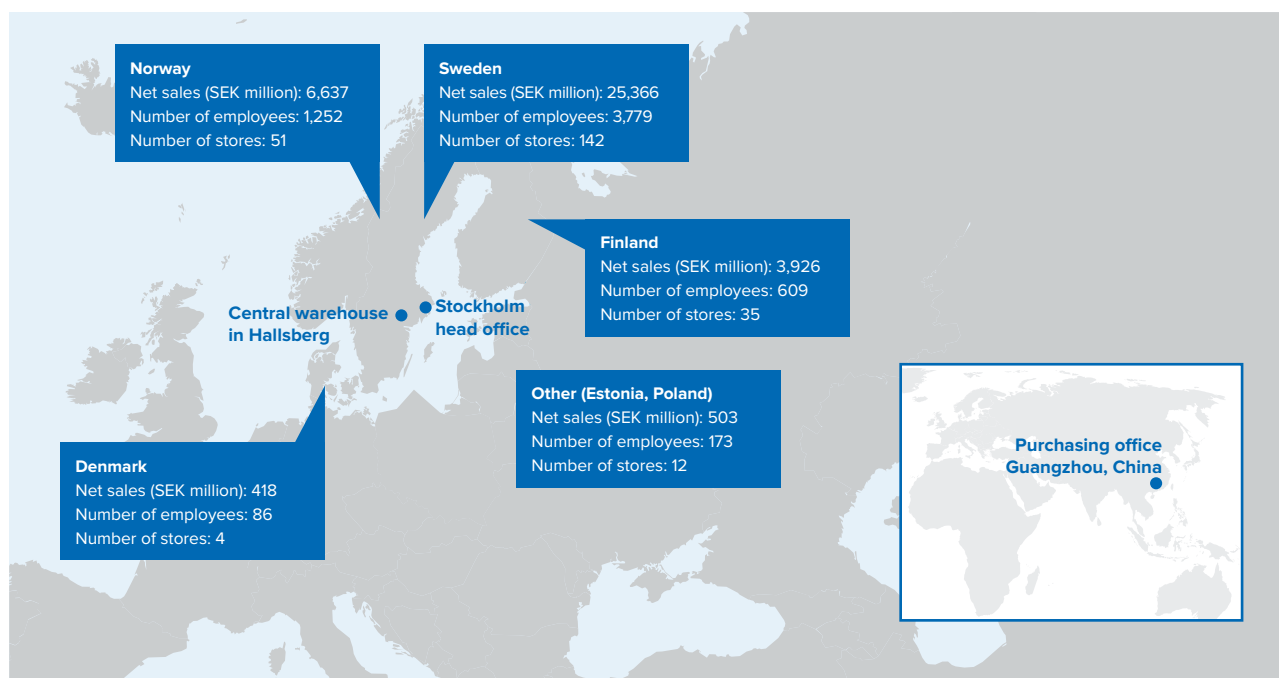 Norway
Net sales (SEK million): 6,637
Number of employees: 1,252
Number of stores: 51
Sweden
Net sales (SEK million): 25,366
Number of employees: 3,779
Number of stores: 142
Finland
Net sales (SEK million): 3,926
Number of employees: 609
Number of stores: 35
Central warehouse
in Hallsberg
Stockholm
head office
Other (Estonia, Poland)
Net sales (SEK million): 503
Number of employees: 173
Number of stores: 12
Denmark
Net sales (SEK million): 418
Number of employees: 86
Number of stores: 4
Purchasing office
Guangzhou, China